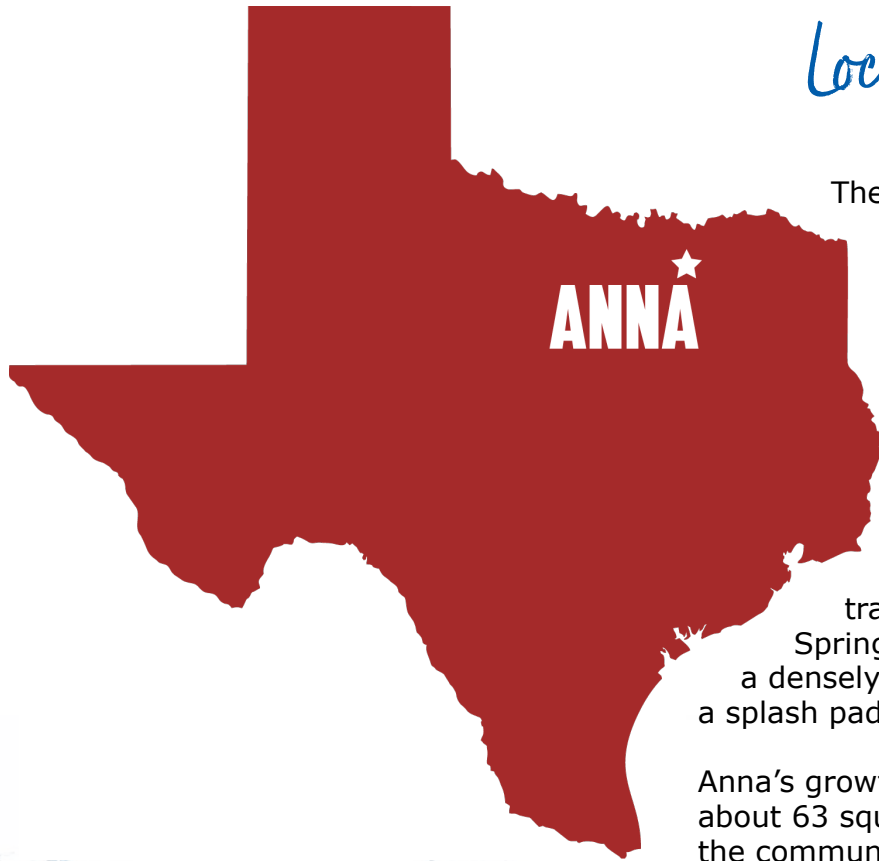 Loc
The
ANNA
tra
Spring
a densely
a splash pad
Anna's grow
about 63 squ
the commun